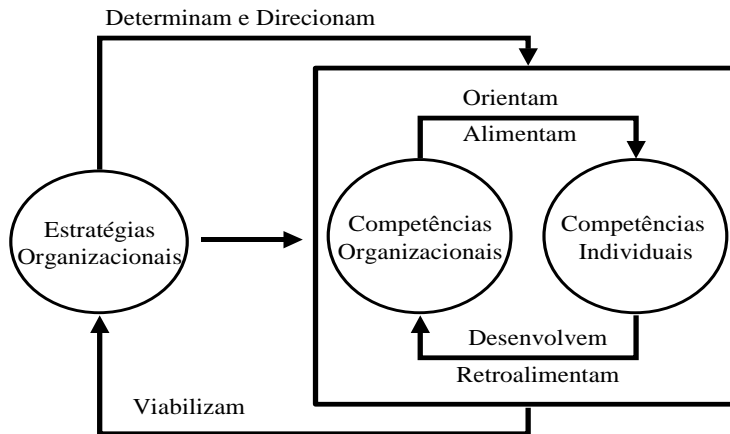 Determinam e Direcionam
Orientam
Alimentam
Estratégias
Organizacionais
Competências
Organizacionais
Competências
Individuais
Desenvolvem
Retroalimentam
Viabilizam